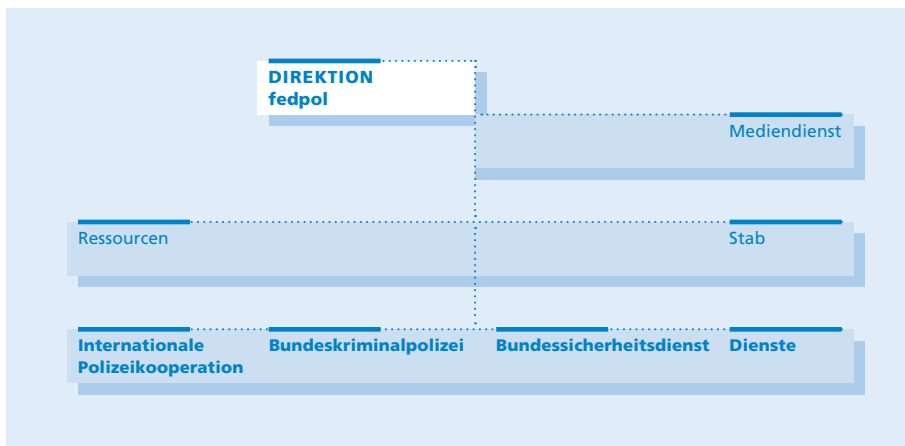 DIREKTION
fedpol
Mediendienst
Ressourcen
Stab
Internationale
Polizeikooperation
Bundeskriminalpolizei
Bundessicherheitsdienst
Dienste